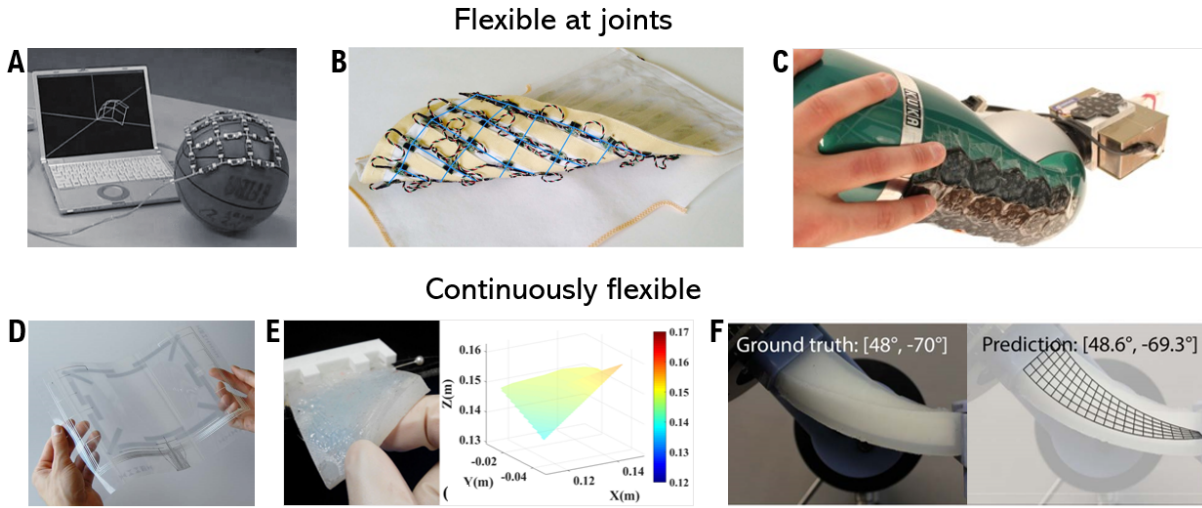 Flexible at joints
A
B
C
KUKA
Continuously flexible
D
E
F
0.16
0.15
0.14
0.13
Z(m)
-0.02
-0.04
Y(m)
0.12
0.14
X(m)
(
0.17
0.16
0.15
0.14
0.13
0.12
Ground truth: [48°, -70°]
Prediction: [48.6°, -69.3°]